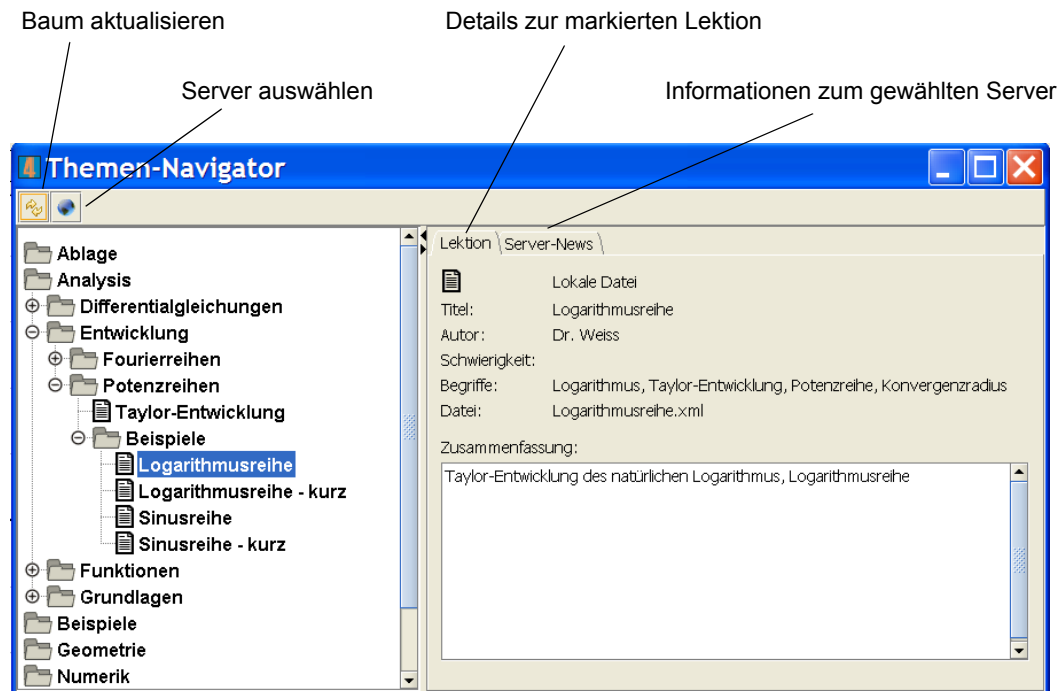 Baum aktualisieren
Details zur markierten Lektion
Server auswählen
Informationen zum gewählten Server
4 Themen-Navigator
Ablage
Analysis
Differentialgleichungen
Entwicklung
Fourierreihen
Potenzreihen
Taylor-Entwicklung
Beispiele
Logarithmusreihe
Logarithmusreihe - kurz
Sinusreihe
Sinusreihe - kurz
Funktionen
Grundlagen
Beispiele
Geometrie
Numerik
Lektion Server-News
Lokale Datei
Titel: Logarithmusreihe
Autor: Dr. Weiss
Schwierigkeit:
Begriffe: Logarithmus, Taylor-Entwicklung, Potenzreihe, Konvergenzradius
Datei: Logarithmusreihe.xml
Zusammenfassung:
Taylor-Entwicklung des natürlichen Logarithmus, Logarithmusreihe